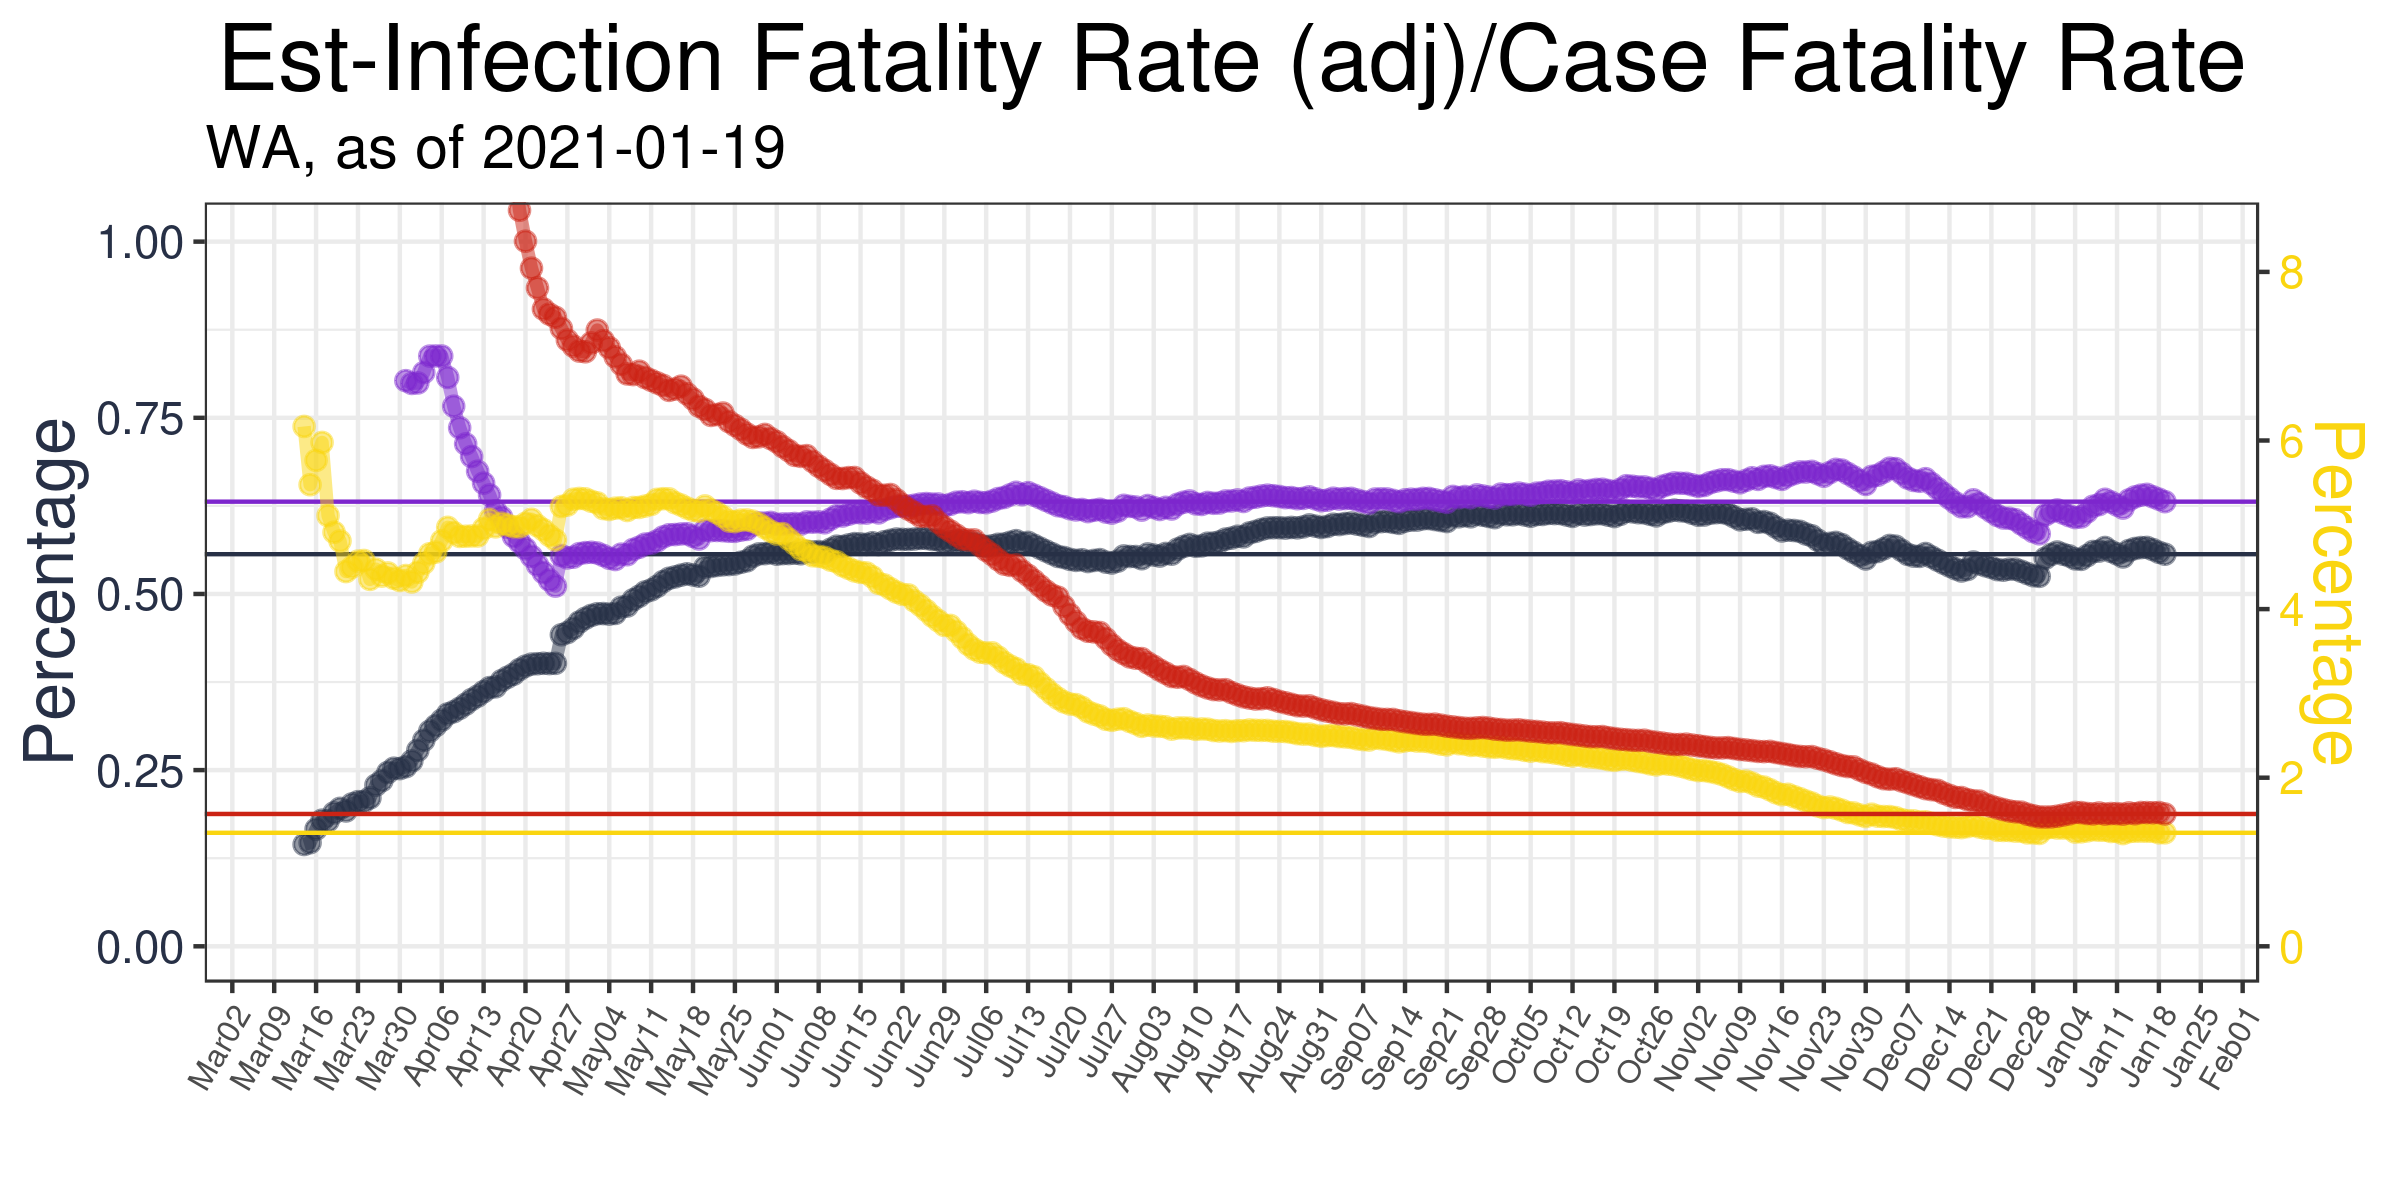 Est-Infection Fatality Rate (adj)/Case Fatality Rate
WA, as of 2021-01-19
Percentage
1.00
0.75
0.50
0.25
0.00
8
6
4
2
0
Percentage
Mar02
Mar09
Mar16
Mar23
Mar30
Apr06
Apr13
Apr20
Apr27
May04
May11
May18
May25
Jun01
Jun08
Jun15
Jun22
Jun29
Jul06
Jul13
Jul20
Jul27
Aug03
Aug10
Aug17
Aug24
Aug31
Sep07
Sep14
Sep21
Sep28
Oct05
Oct12
Oct19
Oct26
Nov02
Nov09
Nov16
Nov23
Nov30
Dec07
Dec14
Dec21
Dec28
Jan04
Jan11
Jan18
Jan25
Feb01